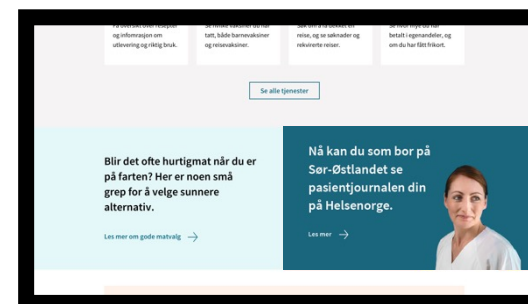 og infomrasjon om
utlevering og riktig bruk.
tatt, både barnevaksiner
og reisevaksiner.
reise, og se søknader og
rekvirerte reiser.
betalt i egenandeler, og
om du har fått frikort.
Se alle tjenester
Blir det ofte hurtigmat når du er
på farten? Her er noen små
grep for å velge sunnere
alternativ.
Les mer om gode matvalg
Nå kan du som bor på
Sør-Østlandet se
pasientjournalen din
på Helsenorge.
Les mer